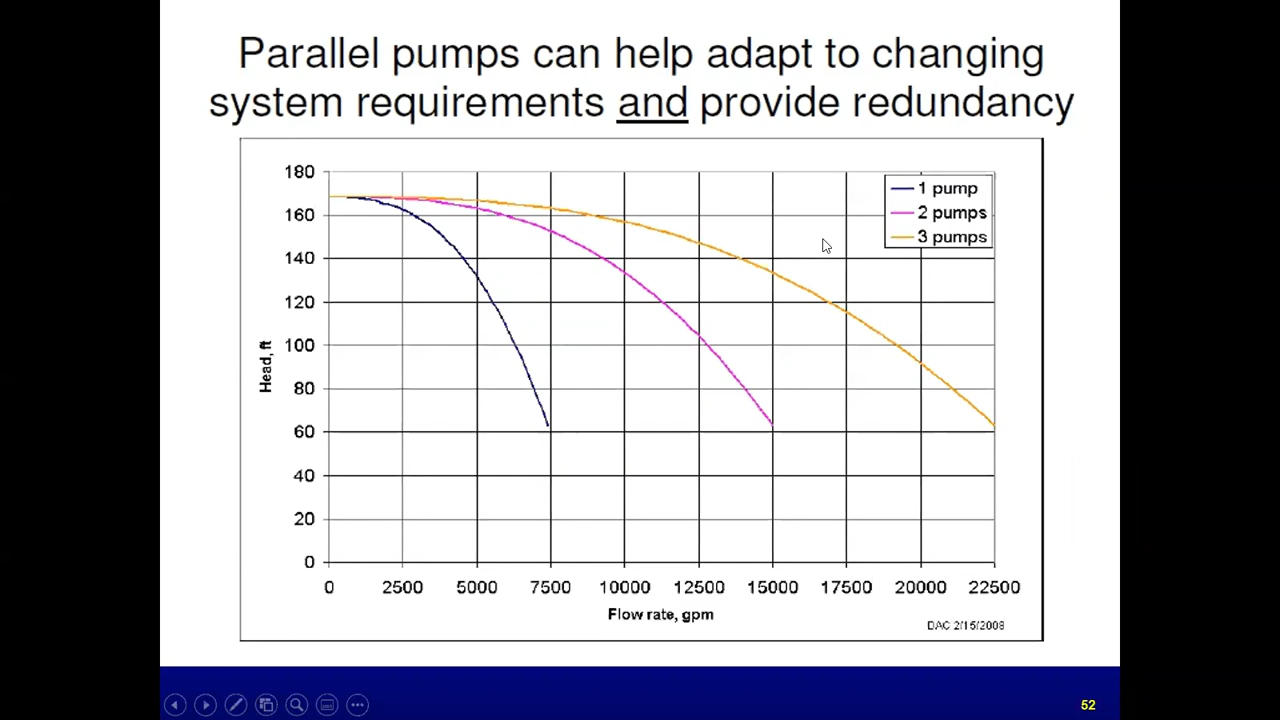 Parallel pumps can help adapt to changing
system requirements and provide redundancy
180
160
140
120
100
80
60
40
20
0
Head, ft
1 pump
2 pumps
3 pumps
0 2500 5000 7500 10000 12500 15000 17500 20000 22500
Flow rate, gpm
DAC 2/15/2008
52